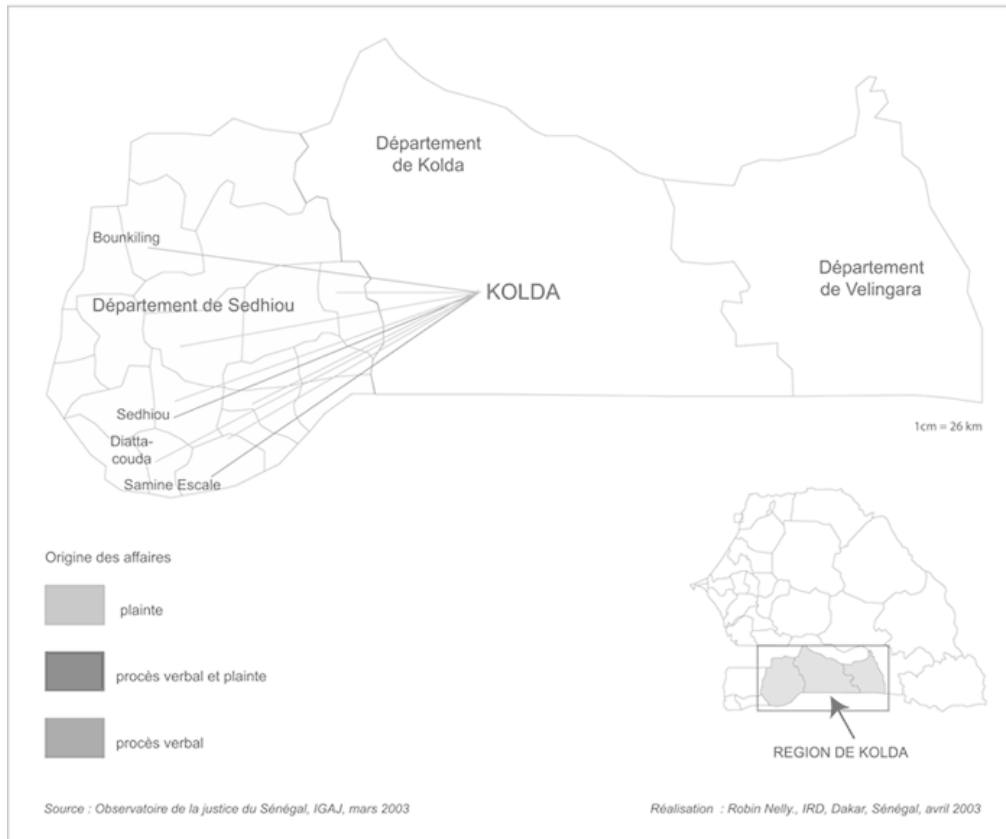 Département
de Kolda
Bounkiling
Département de Sedhiou
KOLDA
Département
de Velingara
Sedhiou
Diatta-
couda
Samine Escale
1cm = 26 km
Origine des affaires
plainte
procès verbal et plainte
procès verbal
REGION DE KOLDA
Source : Observatoire de la justice du Sénégal, IGAJ, mars 2003
Réalisation : Robin Nelly., IRD, Dakar, Sénégal, avril 2003